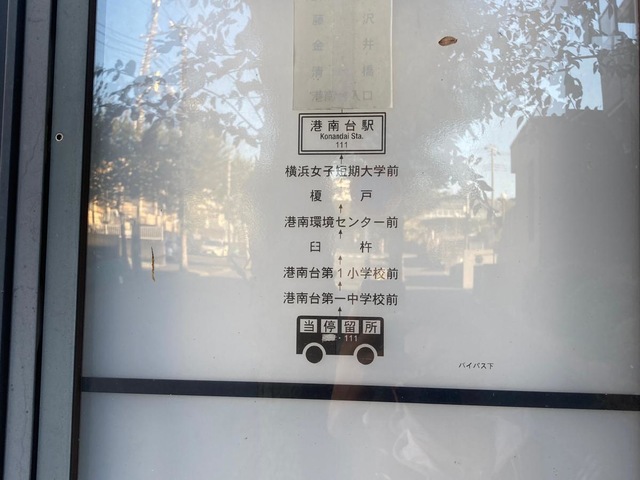 港南台駅
Konandai Sta.
111
横浜女子短期大学前
榎戸
港南環境センター前
臼杵
港南台第1小学校前
港南台第一中学校前
当停留所
・111
バイパス下